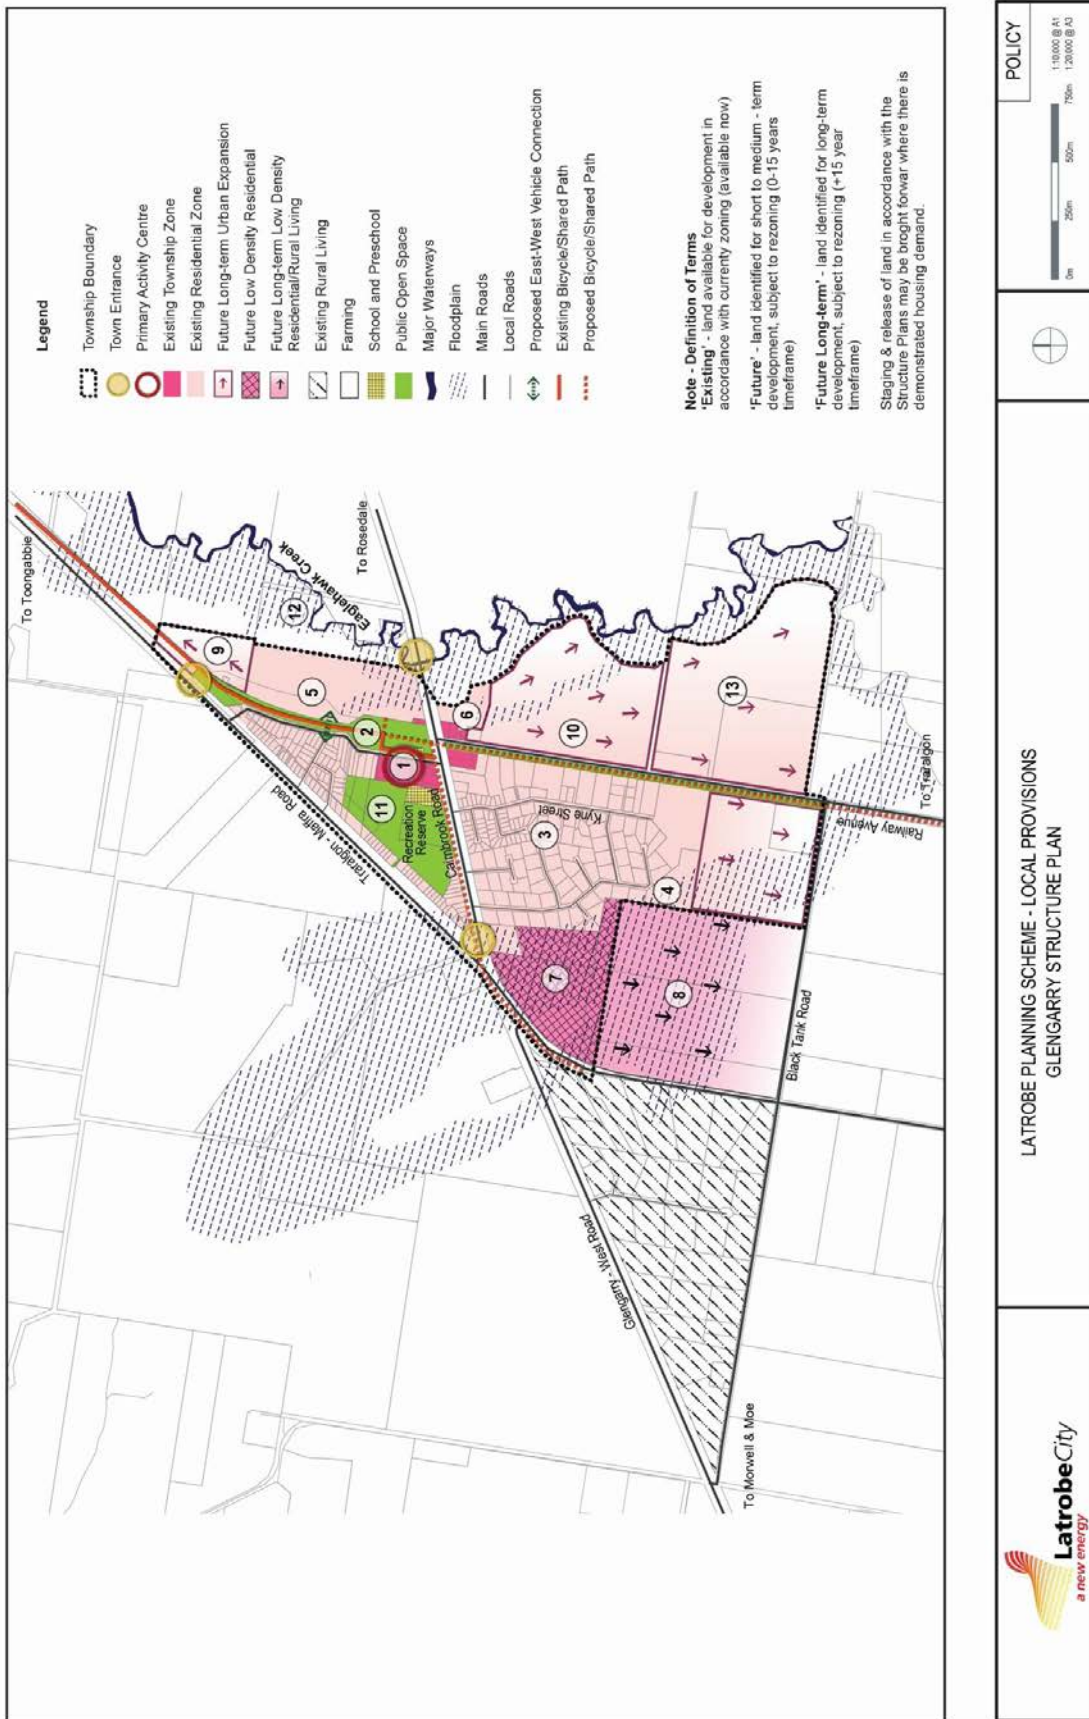 Legend
Township Boundary
Town Entrance
Primary Activity Centre
Existing Township Zone
Existing Residential Zone
Future Long-term Urban Expansion
Future Low Density Residential
Future Long-term Low Density
Residential/Rural Living
Existing Rural Living
Farming
School and Preschool
Public Open Space
Major Waterways
Floodplain
Main Roads
Local Roads
Proposed East-West Vehicle Connection
Existing Bicycle/Shared Path
Proposed Bicycle/Shared Path
Note - Definition of Terms
'Existing' - land available for development in
accordance with currently zoning (available now)
'Future' - land identified for short to medium - term
development, subject to rezoning (0-15 years
timeframe)
'Future Long-term' - land identified for long-term
development, subject to rezoning (+15 year
timeframe)
Staging & release of land in accordance with the
Structure Plans may be broght forwar where there is
demonstrated housing demand.
To Toongabbie
To Rosedale
Eaglehawk Creek
Traralgon - Maffra Road
Recreation
Reserve
Cairnbrook Road
Kyne Street
To Traralgon
Railway Avenue
Black Tank Road
Glengarry - West Road
To Morwell & Moe
1
2
3
4
5
6
7
8
9
10
11
12
13
LatrobeCity
a new energy
LATROBE PLANNING SCHEME - LOCAL PROVISIONS
GLENGARRY STRUCTURE PLAN
POLICY
0m 250m 500m 750m
1:10,000 @ A1
1:20,000 @ A3